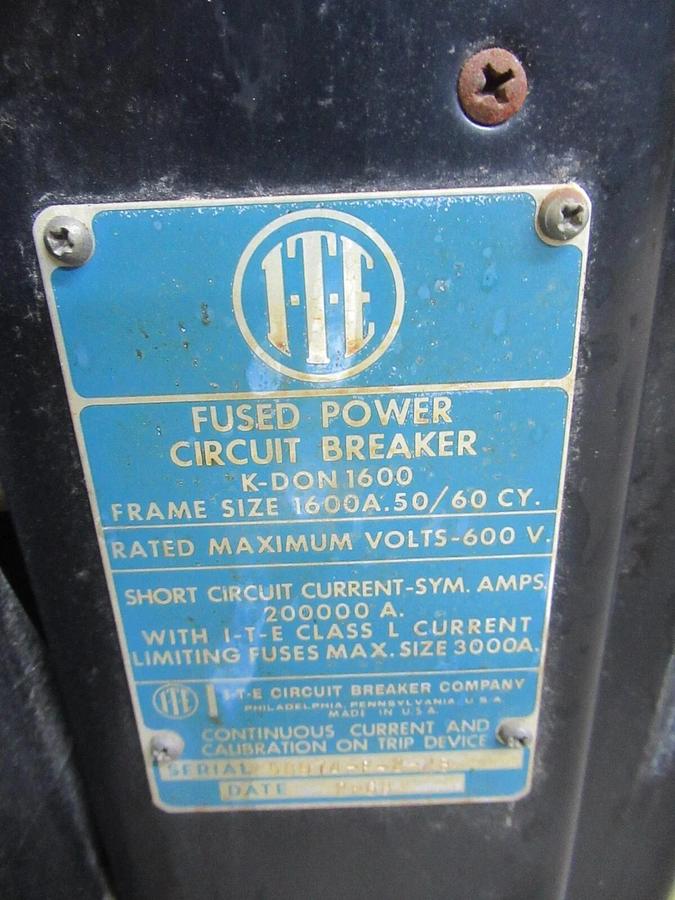 I-T-E
FUSED POWER
CIRCUIT BREAKER
K-DON 1600
FRAME SIZE 1600A. 50/60 CY.
RATED MAXIMUM VOLTS-600 V.
SHORT CIRCUIT CURRENT-SYM. AMPS.
200000 A.
WITH I-T-E CLASS L CURRENT
LIMITING FUSES MAX. SIZE 3000A.
I-T-E I-T-E CIRCUIT BREAKER COMPANY
PHILADELPHIA, PENNSYLVANIA, U.S.A.
MADE IN U.S.A.
CONTINUOUS CURRENT AND
CALIBRATION ON TRIP DEVICE
SERIAL
DATE